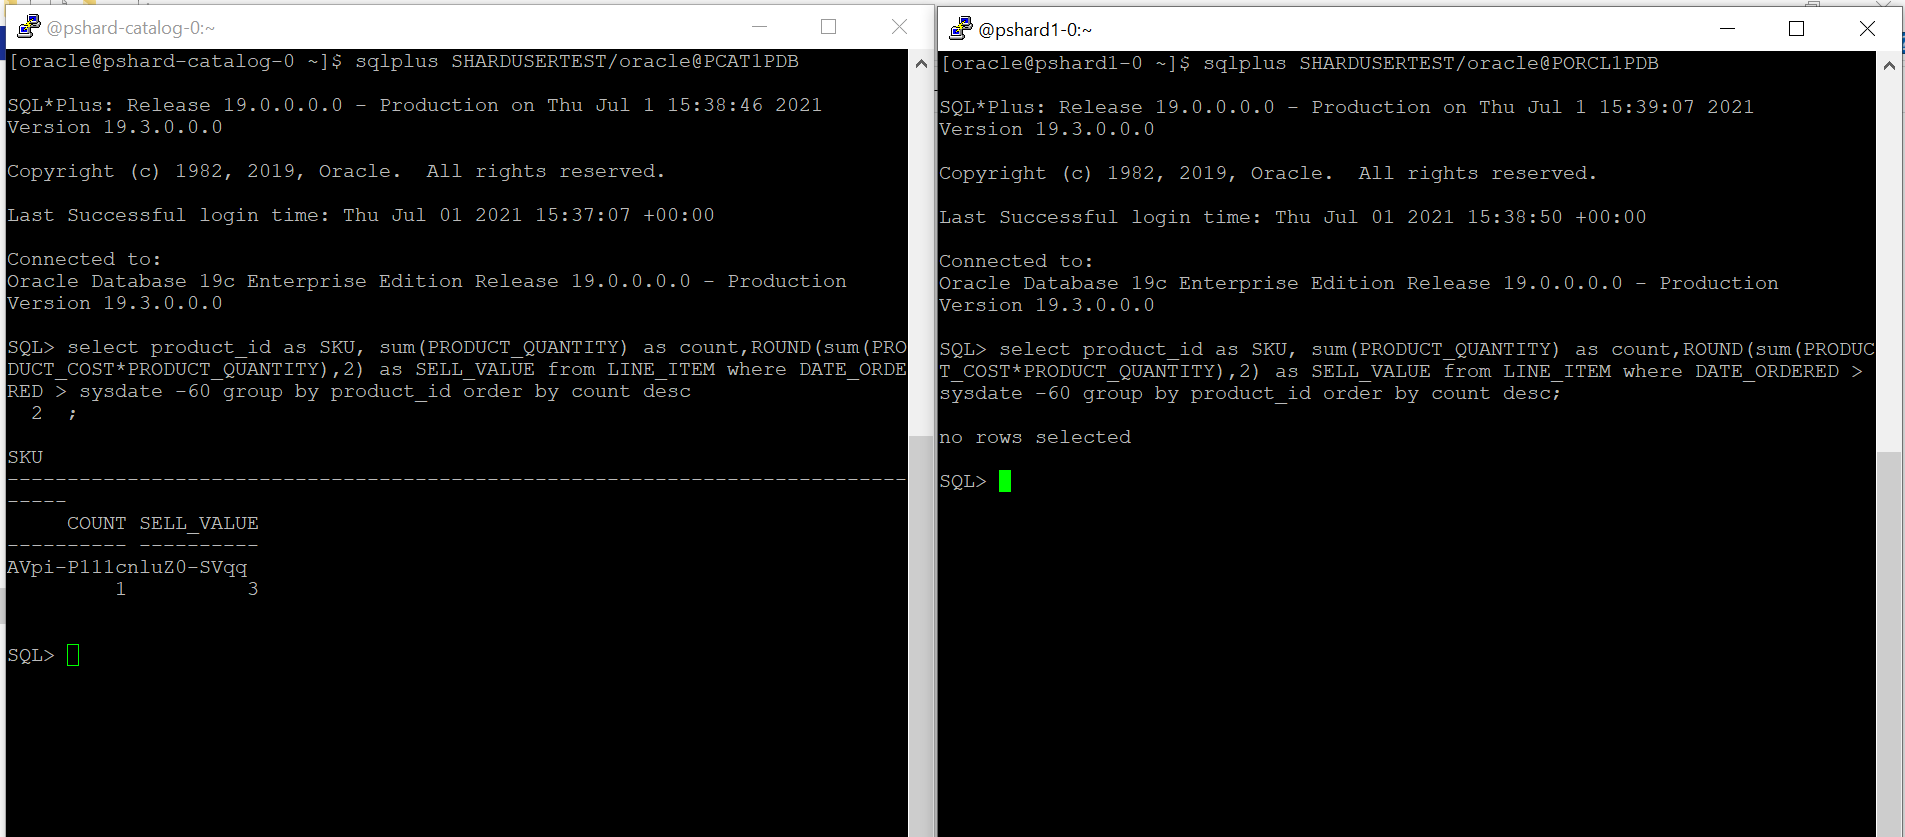 @pshard-catalog-0:~
[oracle@pshard-catalog-0 ~]$ sqlplus SHARDUSERTEST/oracle@PCAT1PDB
SQL*Plus: Release 19.0.0.0.0 - Production on Thu Jul 1 15:38:46 2021
Version 19.3.0.0.0
Copyright (c) 1982, 2019, Oracle.  All rights reserved.
Last Successful login time: Thu Jul 01 2021 15:37:07 +00:00
Connected to:
Oracle Database 19c Enterprise Edition Release 19.0.0.0.0 - Production
Version 19.3.0.0.0
SQL> select product_id as SKU, sum(PRODUCT_QUANTITY) as count,ROUND(sum(PRO
DUCT_COST*PRODUCT_QUANTITY),2) as SELL_VALUE from LINE_ITEM where DATE_ORDE
RED > sysdate -60 group by product_id order by count desc
  2  ;
SKU
---------------------------------------------------------------------------
-----
     COUNT SELL_VALUE
---------- ----------
AVpi-P111cnluZ0-SVqq
         1          3
SQL>
@pshard1-0:~
[oracle@pshard1-0 ~]$ sqlplus SHARDUSERTEST/oracle@PORCL1PDB
SQL*Plus: Release 19.0.0.0.0 - Production on Thu Jul 1 15:39:07 2021
Version 19.3.0.0.0
Copyright (c) 1982, 2019, Oracle.  All rights reserved.
Last Successful login time: Thu Jul 01 2021 15:38:50 +00:00
Connected to:
Oracle Database 19c Enterprise Edition Release 19.0.0.0.0 - Production
Version 19.3.0.0.0
SQL> select product_id as SKU, sum(PRODUCT_QUANTITY) as count,ROUND(sum(PRODUC
T_COST*PRODUCT_QUANTITY),2) as SELL_VALUE from LINE_ITEM where DATE_ORDERED >
sysdate -60 group by product_id order by count desc;
no rows selected
SQL>